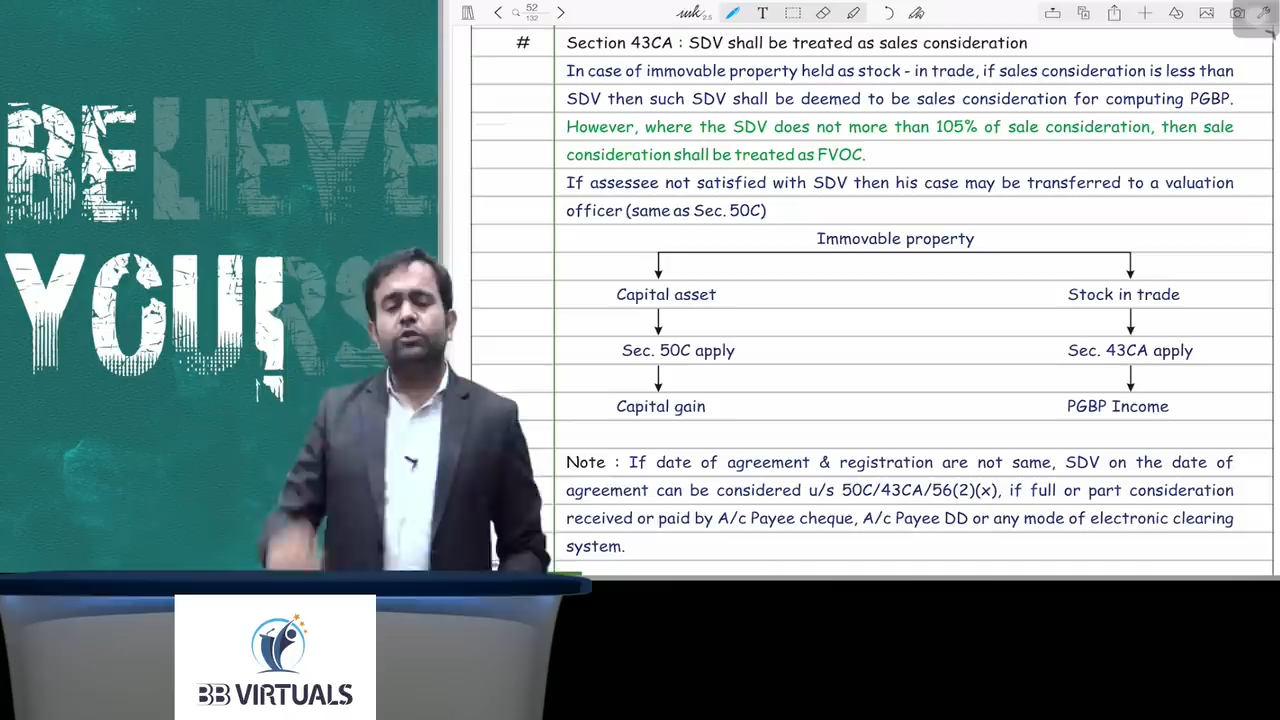 52
132
2.5
T
# Section 43CA : SDV shall be treated as sales consideration
In case of immovable property held as stock - in trade, if sales consideration is less than
SDV then such SDV shall be deemed to be sales consideration for computing PGBP.
However, where the SDV does not more than 105% of sale consideration, then sale
consideration shall be treated as FVOC.
If assessee not satisfied with SDV then his case may be transferred to a valuation
officer (same as Sec. 50C)
Immovable property
Capital asset Stock in trade
Sec. 50C apply Sec. 43CA apply
Capital gain PGBP Income
Note : If date of agreement & registration are not same, SDV on the date of
agreement can be considered u/s 50C/43CA/56(2)(x), if full or part consideration
received or paid by A/c Payee cheque, A/c Payee DD or any mode of electronic clearing
system.
BELIEVE
YOURS
BB VIRTUALS